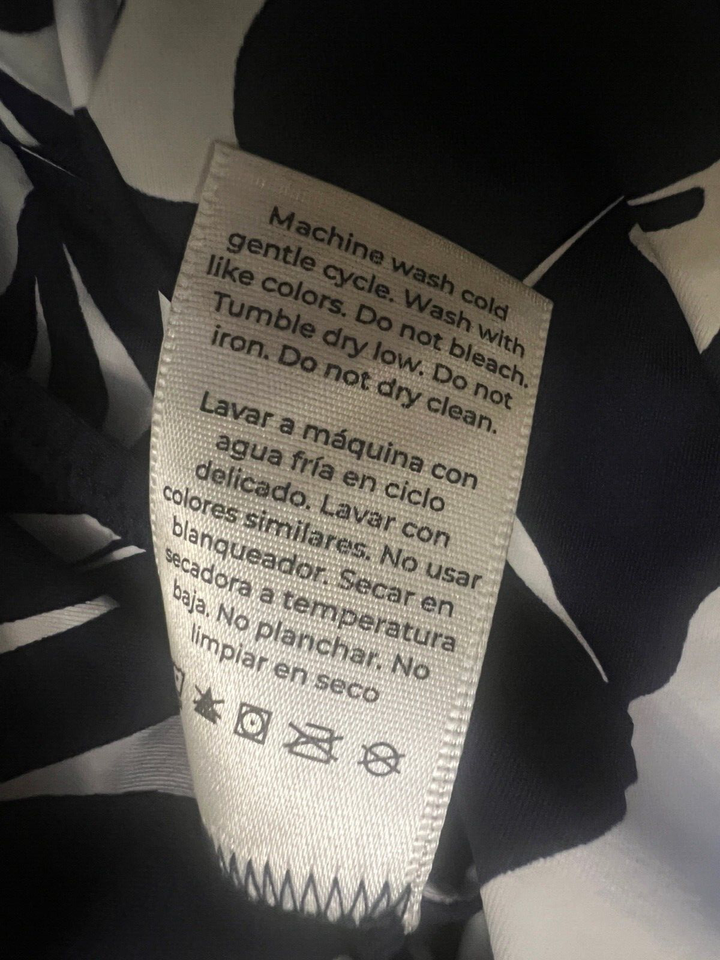 Machine wash cold
gentle cycle. Wash with
like colors. Do not bleach.
Tumble dry low. Do not
iron. Do not dry clean.
Lavar a máquina con
agua fría en ciclo
delicado. Lavar con
colores similares. No usar
blanqueador. Secar en
secadora a temperatura
baja. No planchar. No
limpiar en seco